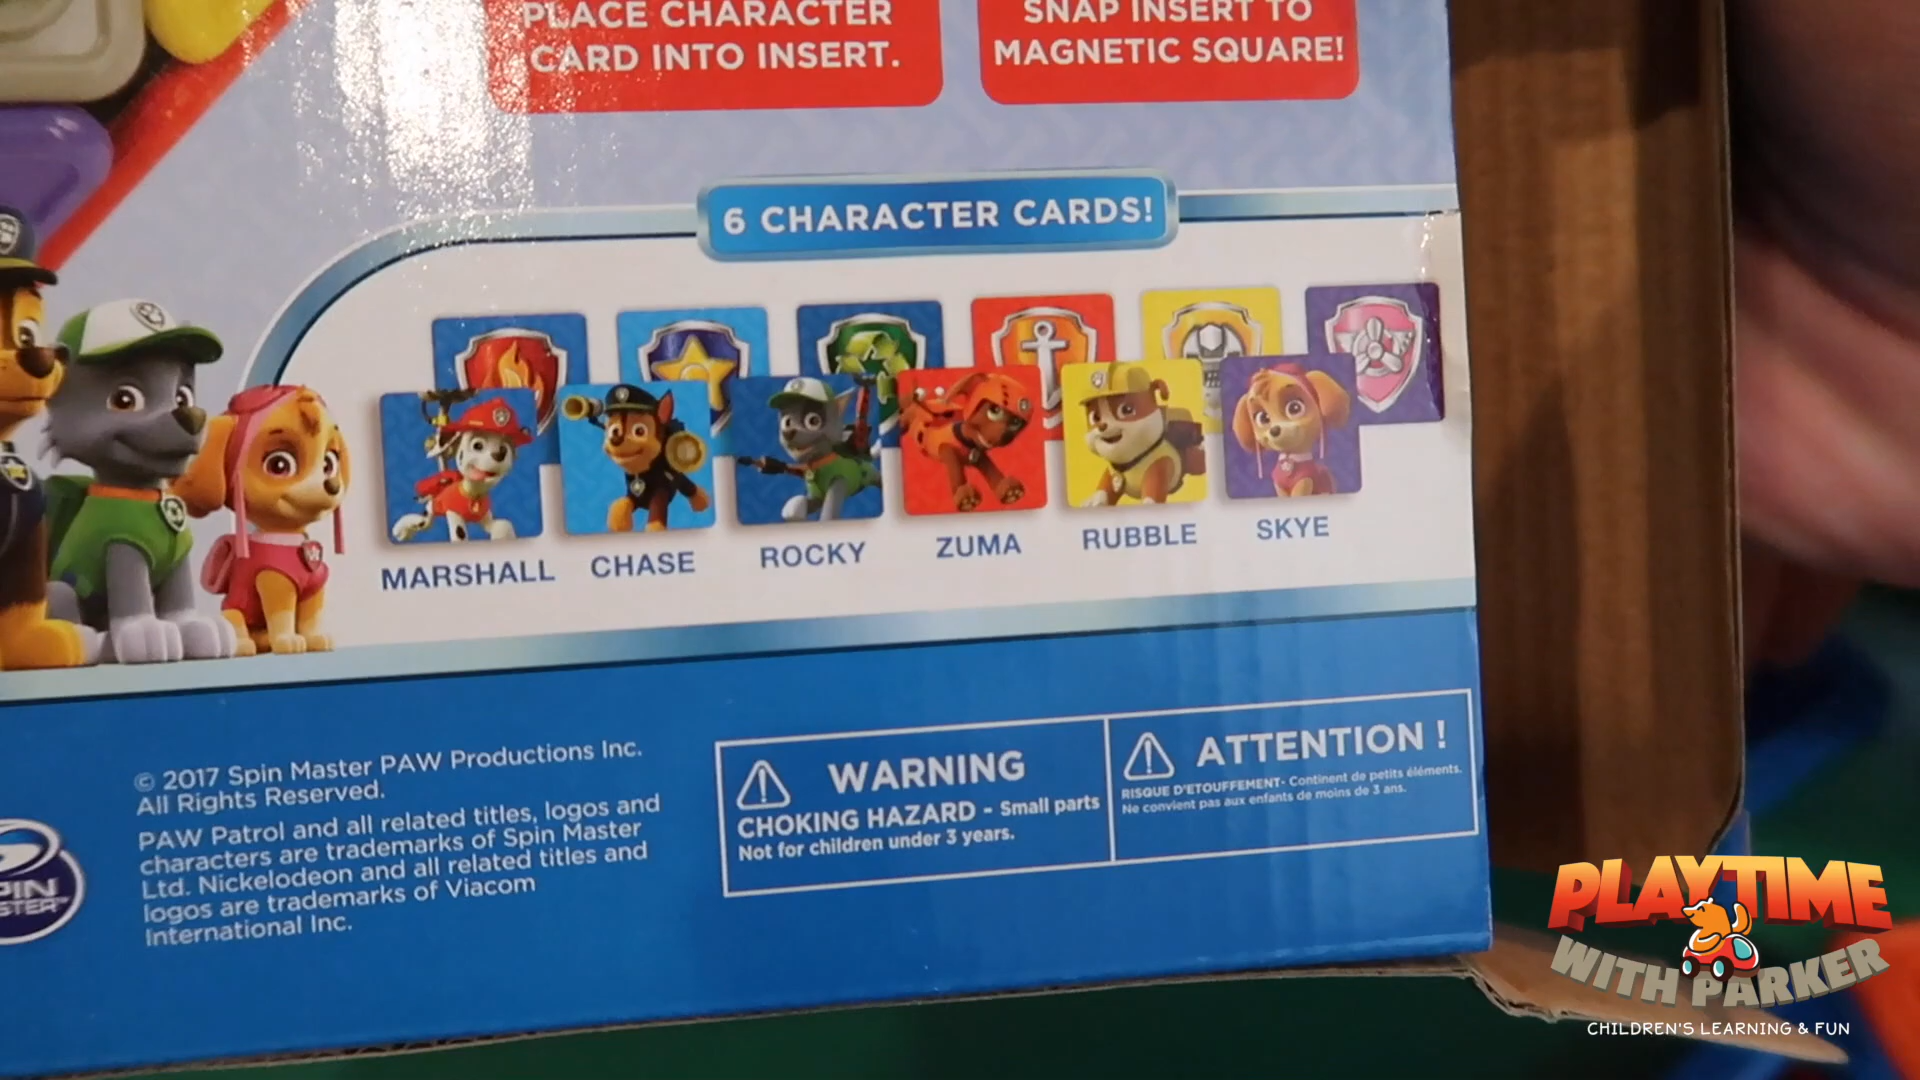 PLACE CHARACTER
CARD INTO INSERT.
SNAP INSERT TO
MAGNETIC SQUARE!
6 CHARACTER CARDS!
MARSHALL
CHASE
ROCKY
ZUMA
RUBBLE
SKYE
© 2017 Spin Master PAW Productions Inc.
All Rights Reserved.
PAW Patrol and all related titles, logos and
characters are trademarks of Spin Master
Ltd. Nickelodeon and all related titles and
logos are trademarks of Viacom
International Inc.
WARNING
CHOKING HAZARD - Small parts
Not for children under 3 years.
ATTENTION !
RISQUE D'ETOUFFEMENT- Continent de petits éléments.
Ne convient pas aux enfants de moins de 3 ans.
PLAYTIME
WITH PARKER
CHILDREN'S LEARNING & FUN